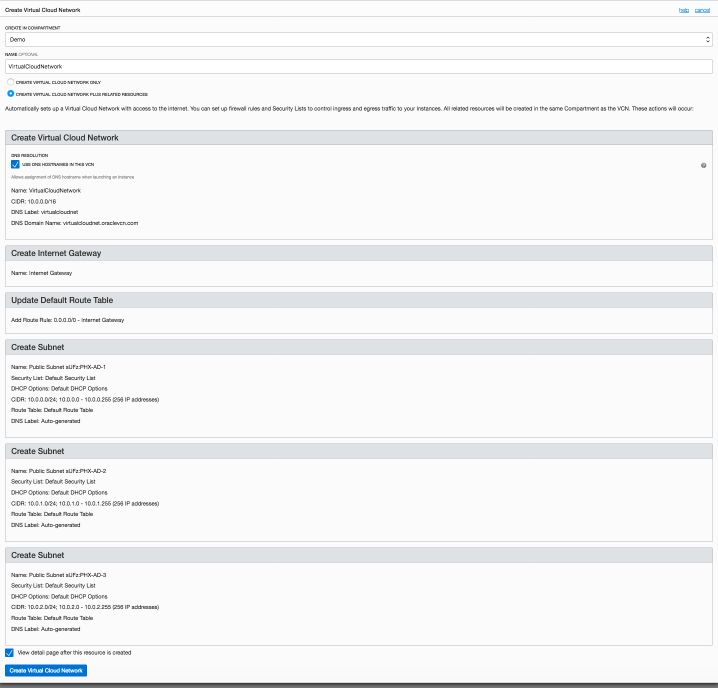 Create Virtual Cloud Network
help cancel
CREATE IN COMPARTMENT
Demo
NAME OPTIONAL
VirtualCloudNetwork
CREATE VIRTUAL CLOUD NETWORK ONLY
CREATE VIRTUAL CLOUD NETWORK PLUS RELATED RESOURCES
Automatically sets up a Virtual Cloud Network with access to the internet. You can set up firewall rules and Security Lists to control ingress and egress traffic to your instances. All related resources will be created in the same Compartment as the VCN. These actions will occur:
Create Virtual Cloud Network
DNS RESOLUTION
USE DNS HOSTNAMES IN THIS VCN
Allows assignment of DNS hostname when launching an instance
Name: VirtualCloudNetwork
CIDR: 10.0.0.0/16
DNS Label: virtualcloudnet
DNS Domain Name: virtualcloudnet.oraclevcn.com
Create Internet Gateway
Name: Internet Gateway
Update Default Route Table
Add Route Rule: 0.0.0.0/0 - Internet Gateway
Create Subnet
Name: Public Subnet sUFz:PHX-AD-1
Security List: Default Security List
DHCP Options: Default DHCP Options
CIDR: 10.0.0.0/24; 10.0.0.0 - 10.0.0.255 (256 IP addresses)
Route Table: Default Route Table
DNS Label: Auto-generated
Create Subnet
Name: Public Subnet sUFz:PHX-AD-2
Security List: Default Security List
DHCP Options: Default DHCP Options
CIDR: 10.0.1.0/24; 10.0.1.0 - 10.0.1.255 (256 IP addresses)
Route Table: Default Route Table
DNS Label: Auto-generated
Create Subnet
Name: Public Subnet sUFz:PHX-AD-3
Security List: Default Security List
DHCP Options: Default DHCP Options
CIDR: 10.0.2.0/24; 10.0.2.0 - 10.0.2.255 (256 IP addresses)
Route Table: Default Route Table
DNS Label: Auto-generated
View detail page after this resource is created
Create Virtual Cloud Network